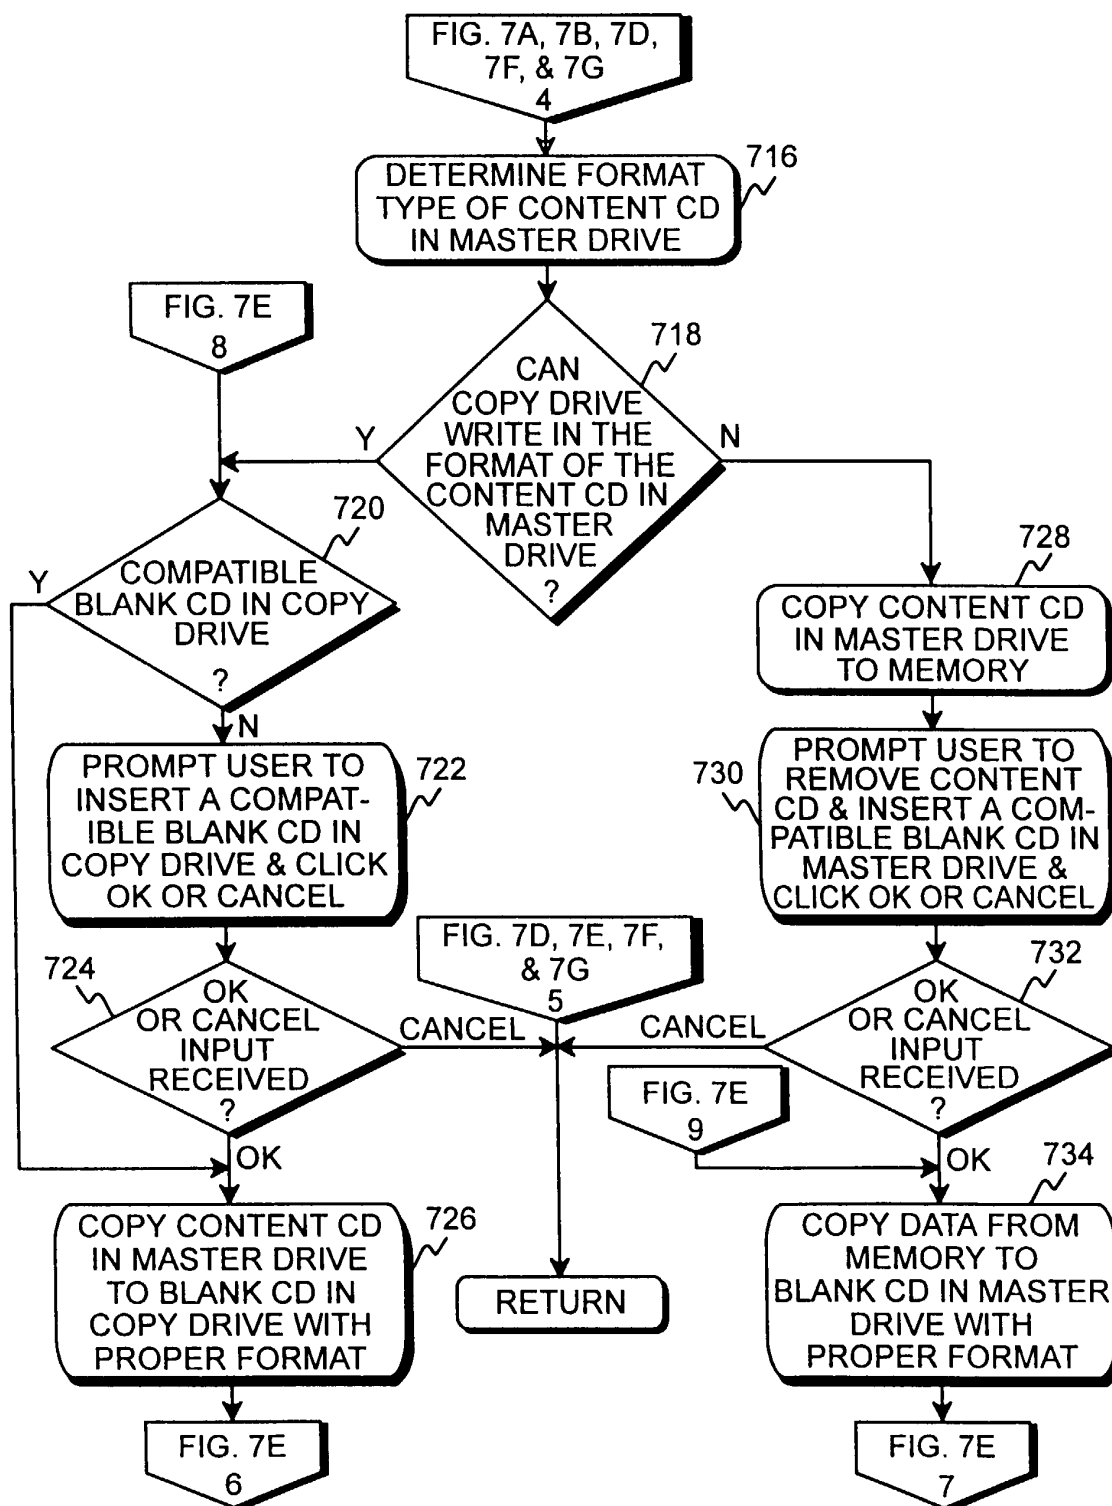 FIG. 7A, 7B, 7D,
7F, & 7G
4
716
DETERMINE FORMAT
TYPE OF CONTENT CD
IN MASTER DRIVE
FIG. 7E
8
718
CAN
COPY DRIVE
WRITE IN THE
FORMAT OF THE
CONTENT CD IN
MASTER
DRIVE
?
Y
N
720
Y
COMPATIBLE
BLANK CD IN COPY
DRIVE
?
N
728
COPY CONTENT CD
IN MASTER DRIVE
TO MEMORY
722
PROMPT USER TO
INSERT A COMPAT-
IBLE BLANK CD IN
COPY DRIVE & CLICK
OK OR CANCEL
730
PROMPT USER TO
REMOVE CONTENT
CD & INSERT A COM-
PATIBLE BLANK CD IN
MASTER DRIVE &
CLICK OK OR CANCEL
FIG. 7D, 7E, 7F,
& 7G
5
724
OK
OR CANCEL
INPUT
RECEIVED
?
CANCEL
OK
732
OK
OR CANCEL
INPUT
RECEIVED
?
CANCEL
FIG. 7E
9
OK
726
COPY CONTENT CD
IN MASTER DRIVE
TO BLANK CD IN
COPY DRIVE WITH
PROPER FORMAT
RETURN
734
COPY DATA FROM
MEMORY TO
BLANK CD IN MASTER
DRIVE WITH
PROPER FORMAT
FIG. 7E
6
FIG. 7E
7